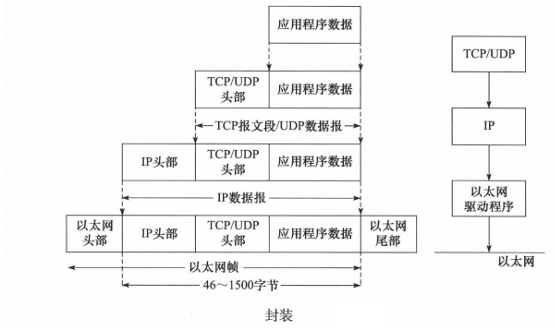 应用程序数据
TCP/UDP
头部
应用程序数据
TCP报文段/UDP数据报
IP头部
TCP/UDP
头部
应用程序数据
IP数据报
以太网
头部
IP头部
TCP/UDP
头部
应用程序数据
以太网
尾部
以太网帧
46～1500字节
TCP/UDP
IP
以太网
驱动程序
以太网
封装